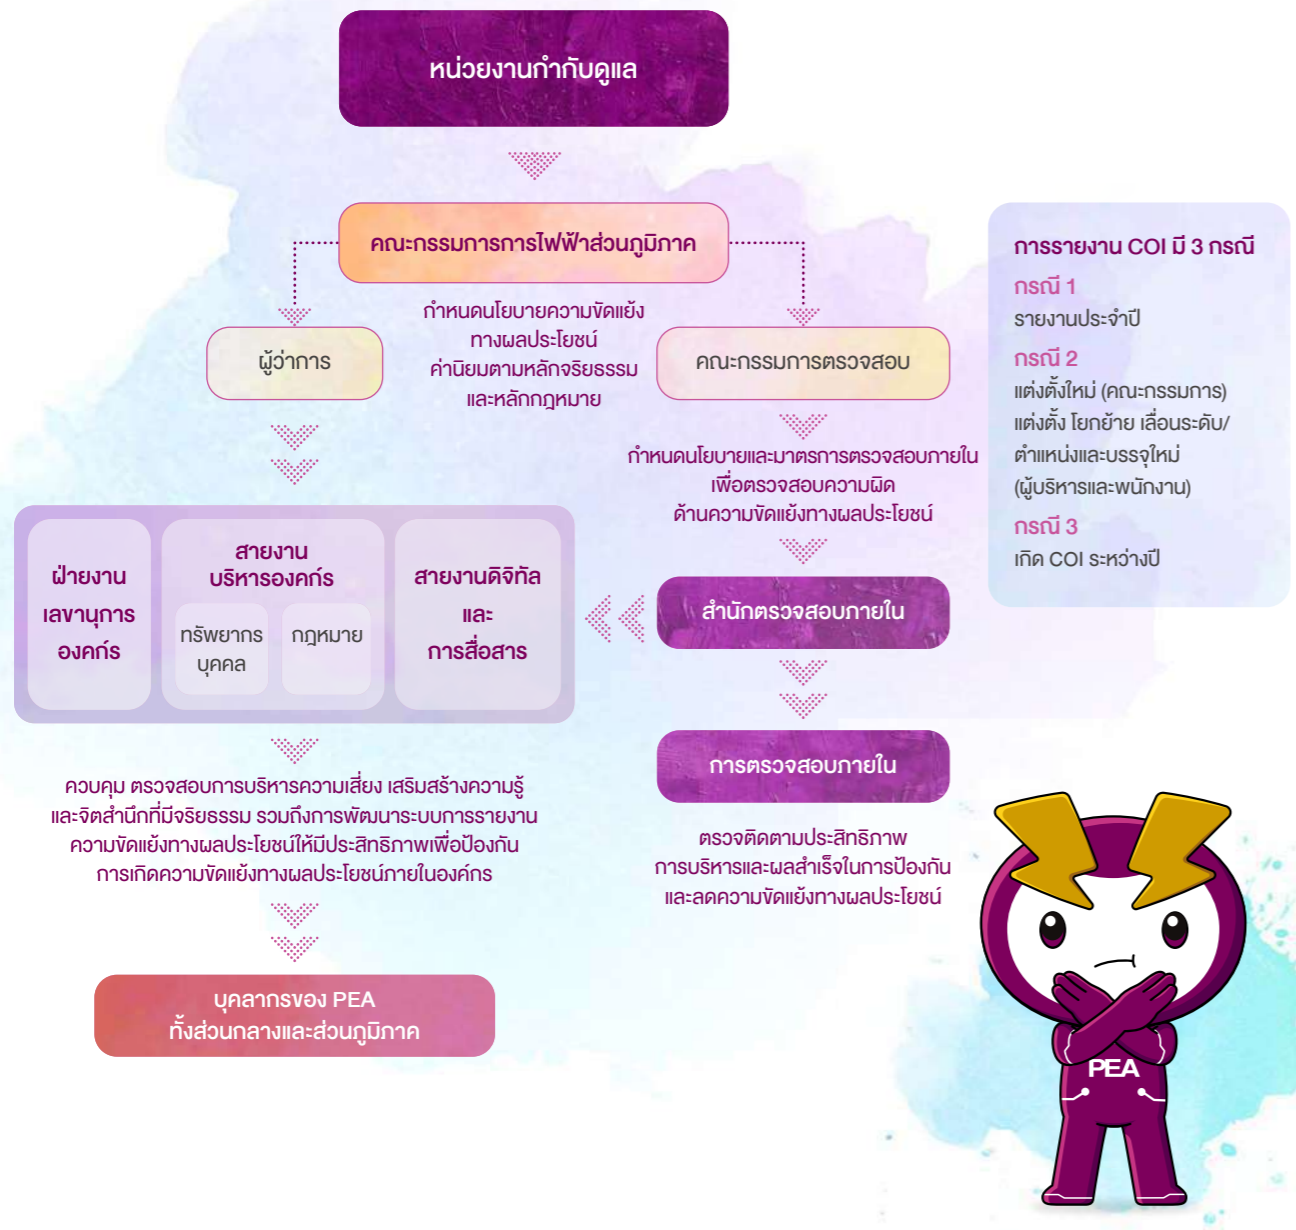 หน่วยงานกำกับดูแล
คณะกรรมการการไฟฟ้าส่วนภูมิภาค
กำหนดนโยบายความขัดแย้ง
ทางผลประโยชน์
ค่านิยมตามหลักจริยธรรม
และหลักกฎหมาย
ผู้ว่าการ
คณะกรรมการตรวจสอบ
กำหนดนโยบายและมาตรการตรวจสอบภายใน
เพื่อตรวจสอบความผิด
ด้านความขัดแย้งทางผลประโยชน์
ฝ่ายงาน
เลขานุการ
องค์กร
สายงาน
บริหารองค์กร
ทรัพยากร
บุคคล
กฎหมาย
สายงานดิจิทัล
และ
การสื่อสาร
สำนักตรวจสอบภายใน
การตรวจสอบภายใน
ตรวจติดตามประสิทธิภาพ
การบริหารและผลสำเร็จในการป้องกัน
และลดความขัดแย้งทางผลประโยชน์
ควบคุม ตรวจสอบการบริหารความเสี่ยง เสริมสร้างความรู้
และจิตสำนึกที่มีจริยธรรม รวมถึงการพัฒนาระบบการรายงาน
ความขัดแย้งทางผลประโยชน์ให้มีประสิทธิภาพเพื่อป้องกัน
การเกิดความขัดแย้งทางผลประโยชน์ภายในองค์กร
บุคลากรของ PEA
ทั้งส่วนกลางและส่วนภูมิภาค
การรายงาน COI มี 3 กรณี
กรณี 1
รายงานประจำปี
กรณี 2
แต่งตั้งใหม่ (คณะกรรมการ)
แต่งตั้ง โยกย้าย เลื่อนระดับ/
ตำแหน่งและบรรจุใหม่
(ผู้บริหารและพนักงาน)
กรณี 3
เกิด COI ระหว่างปี
PEA